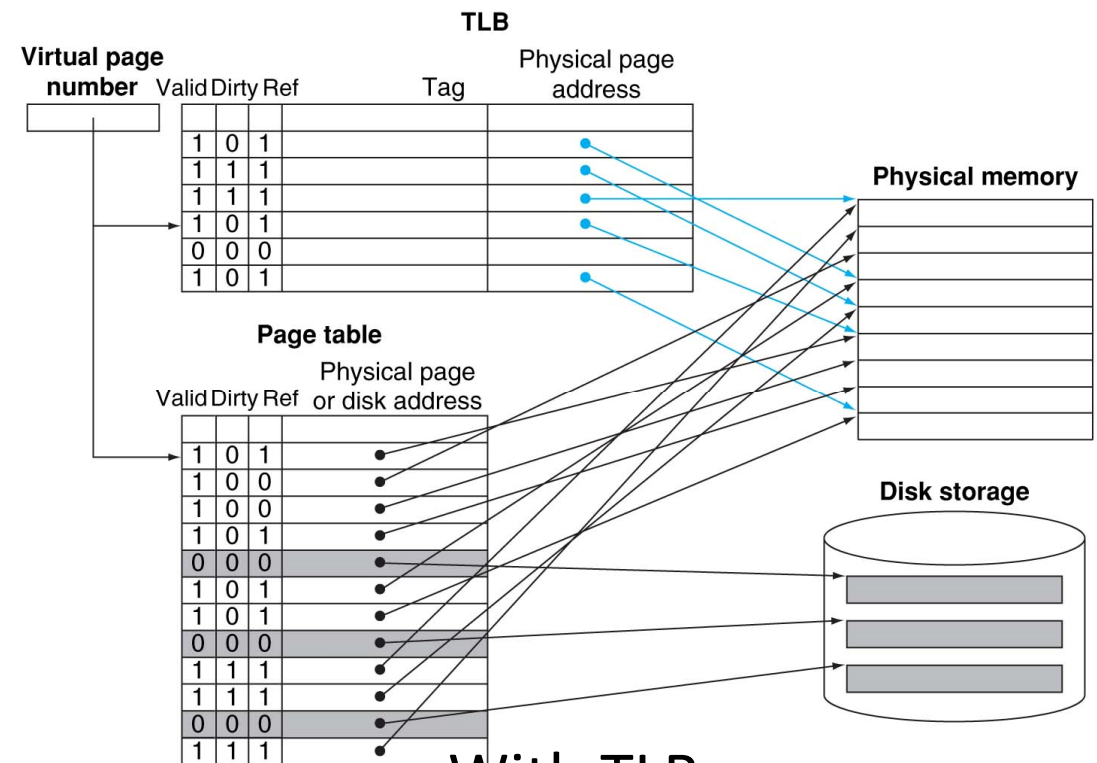 TLB
Virtual page
number
Valid Dirty Ref
Tag
Physical page
address
1 0 1
1 1 1
1 1 1
1 0 1
0 0 0
1 0 1
Physical memory
Page table
Valid Dirty Ref
Physical page
or disk address
1 0 1
1 0 0
1 0 0
1 0 1
0 0 0
1 0 1
1 0 1
0 0 0
1 1 1
1 1 1
0 0 0
1 1 1
Disk storage
With TLB